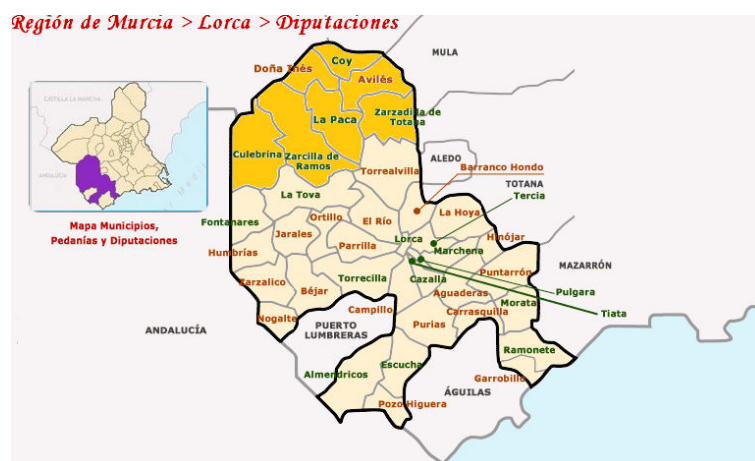 Región de Murcia > Lorca > Diputaciones
MULA
Coy
Doña Inés
Avilés
CASTILLA LA MANCHA
La Paca
Zarzadilla de
Totana
Culebrina
Zarcilla de
Ramos
ALEDO
Barranco Hondo
Torrealvilla
ANDALUCÍA
TOTANA
Tercia
La Tova
Mapa Municipios,
Pedanías y Diputaciones
Fontanares
Ortillo
El Río
La Hoya
Jarales
Lorca
Hinójar
Humbrías
Parrilla
Marchena
MAZARRÓN
Zarzalico
Torrecilla
Cazalla
Puntarrón
Béjar
Aguaderas
Pulgara
Morata
Nogalte
Campillo
Carrasquilla
Tiata
ANDALUCÍA
PUERTO
LUMBRERAS
Purias
Ramonete
Escucha
Almendricos
Garrobillo
ÁGUILAS
Pozo Higuera